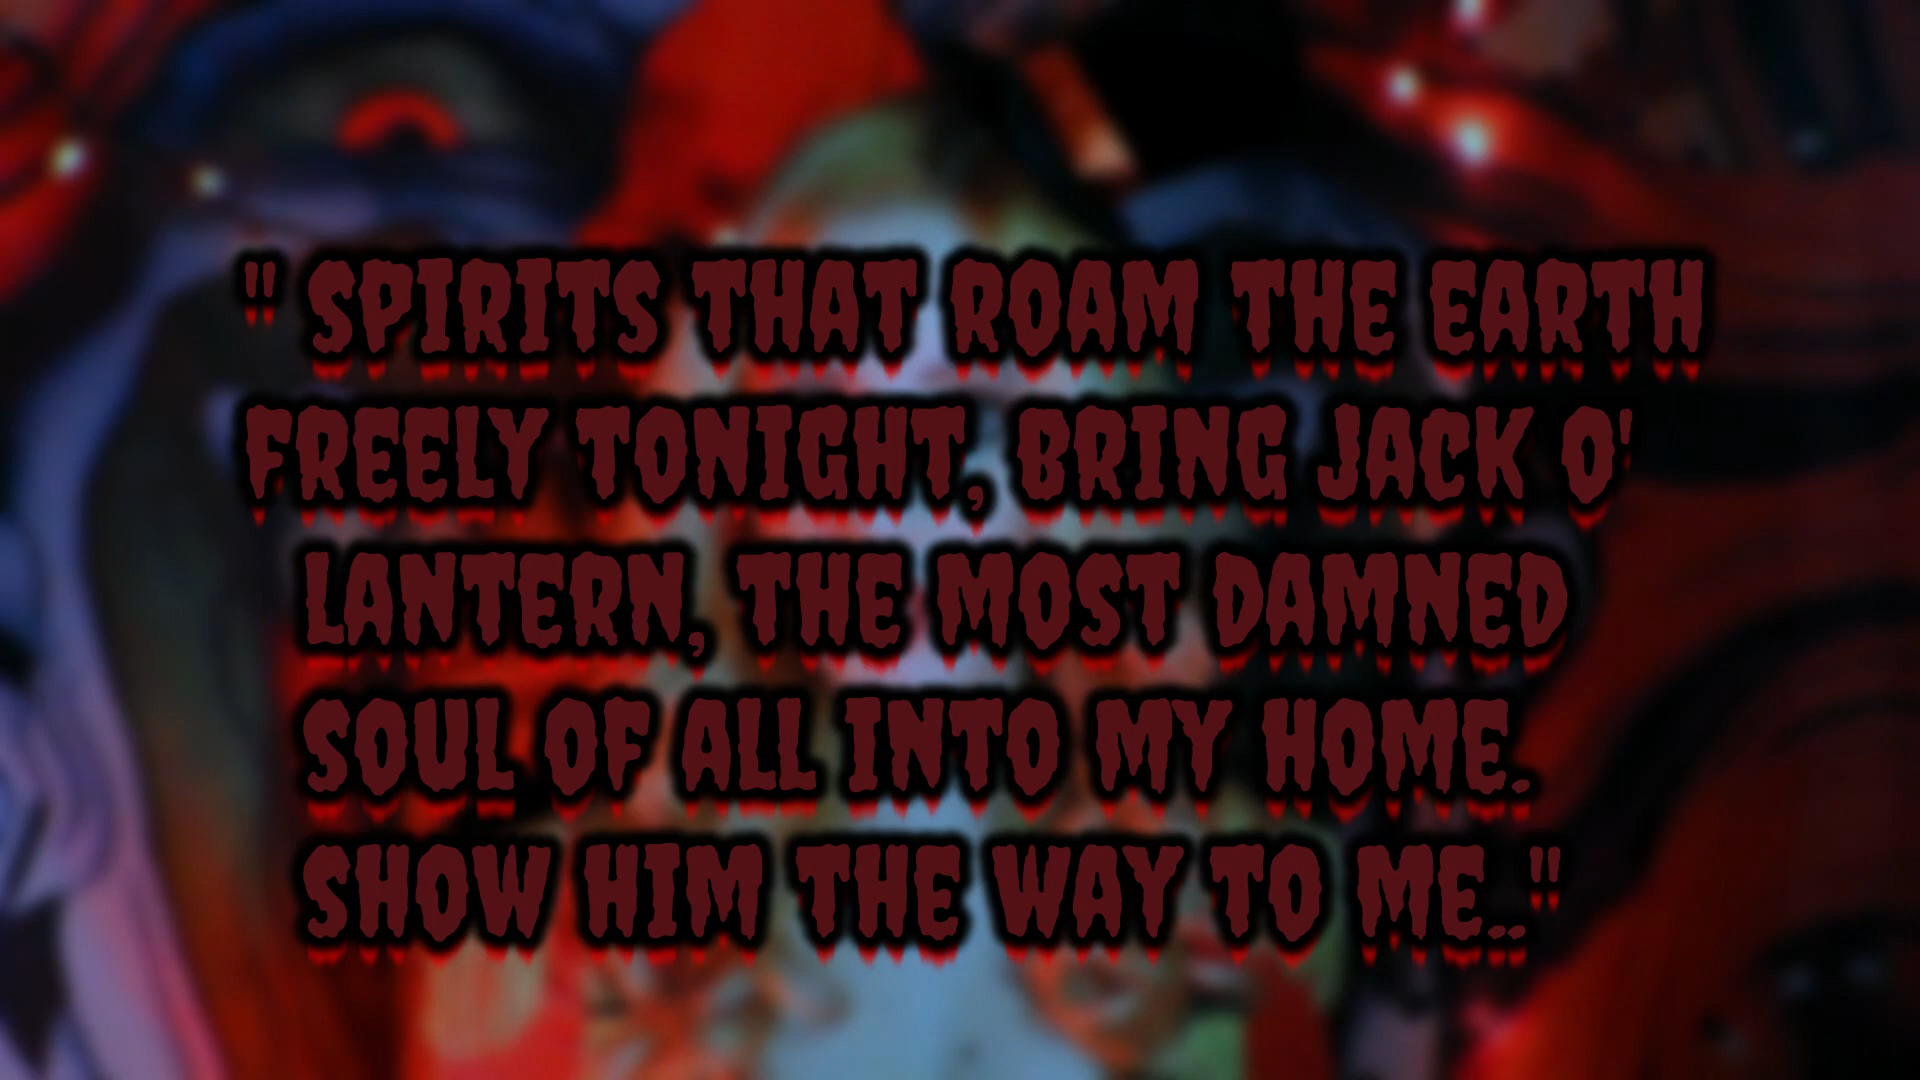 " SPIRITS THAT ROAM THE EARTH
FREELY TONIGHT, BRING JACK O'
LANTERN, THE MOST DAMNED
SOUL OF ALL INTO MY HOME.
SHOW HIM THE WAY TO ME.."